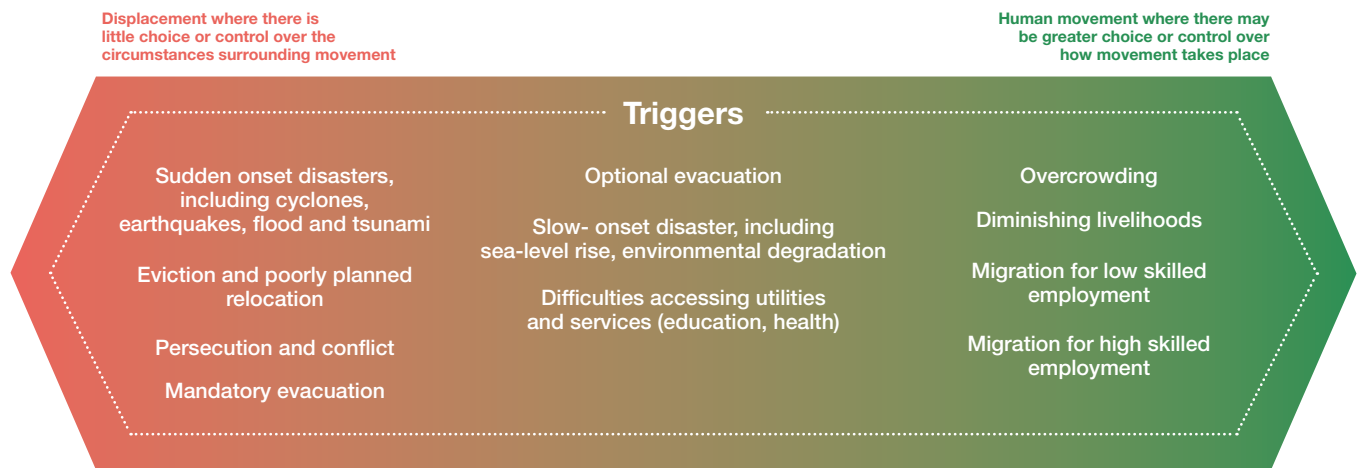 Displacement where there is
little choice or control over the
circumstances surrounding movement
Human movement where there may
be greater choice or control over
how movement takes place
Triggers
Sudden onset disasters,
including cyclones,
earthquakes, flood and tsunami
Eviction and poorly planned
relocation
Persecution and conflict
Mandatory evacuation
Optional evacuation
Slow- onset disaster, including
sea-level rise, environmental degradation
Difficulties accessing utilities
and services (education, health)
Overcrowding
Diminishing livelihoods
Migration for low skilled
employment
Migration for high skilled
employment